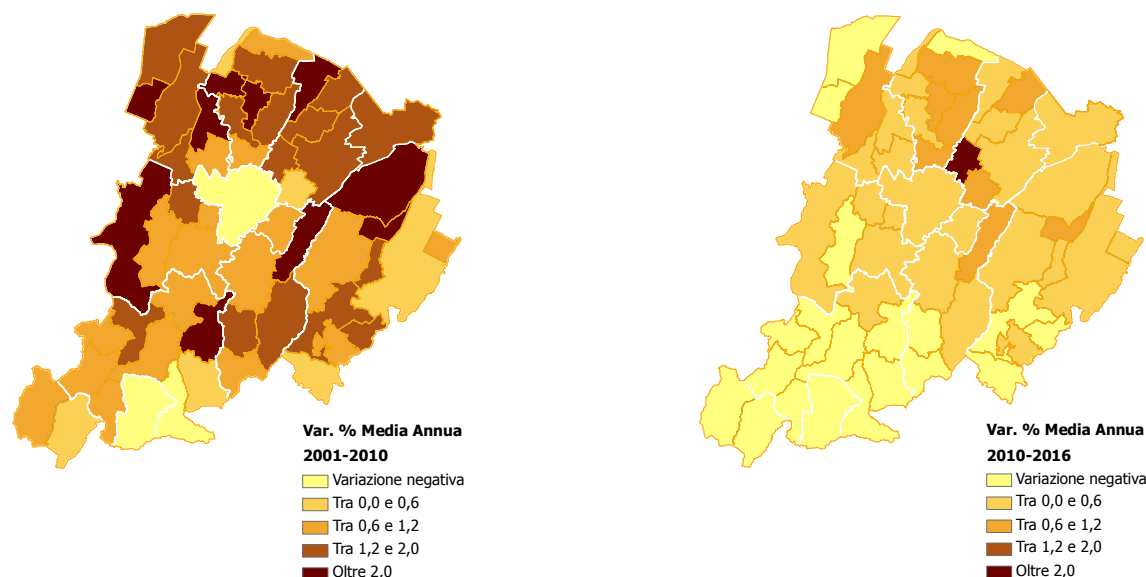 Var. % Media Annua
2001-2010
Variazione negativa
Tra 0,0 e 0,6
Tra 0,6 e 1,2
Tra 1,2 e 2,0
Oltre 2,0
Var. % Media Annua
2010-2016
Variazione negativa
Tra 0,0 e 0,6
Tra 0,6 e 1,2
Tra 1,2 e 2,0
Oltre 2,0